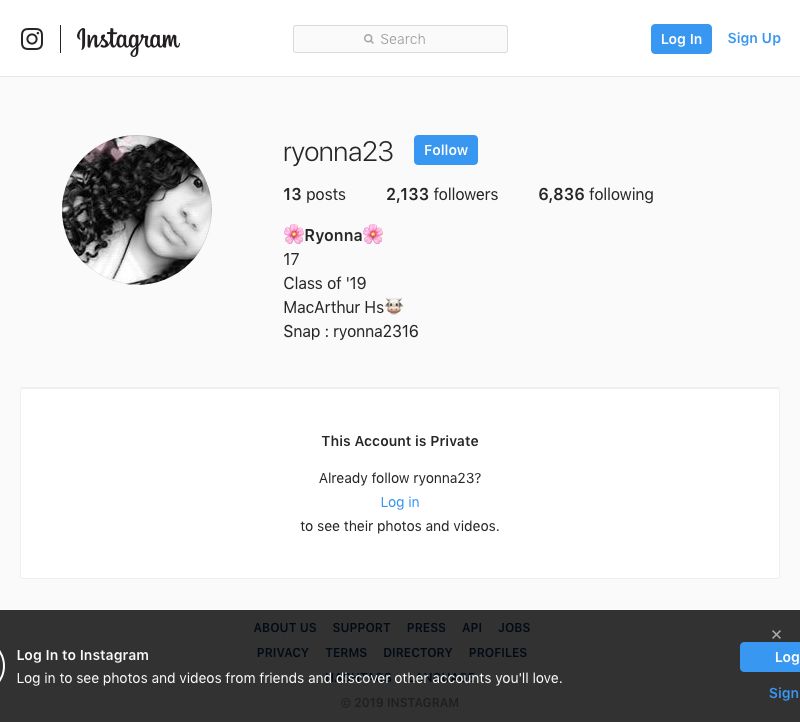 Instagram
Search
Log In
Sign Up
ryonna23
Follow
13 posts 2,133 followers 6,836 following
🌸Ryonna🌸
17
Class of '19
MacArthur Hs🐮
Snap : ryonna2316
This Account is Private
Already follow ryonna23?
Log in
to see their photos and videos.
ABOUT US SUPPORT PRESS API JOBS
PRIVACY TERMS DIRECTORY PROFILES
Log In to Instagram
Log in to see photos and videos from friends and discover other accounts you'll love.
© 2019 INSTAGRAM
×
Log
Sign